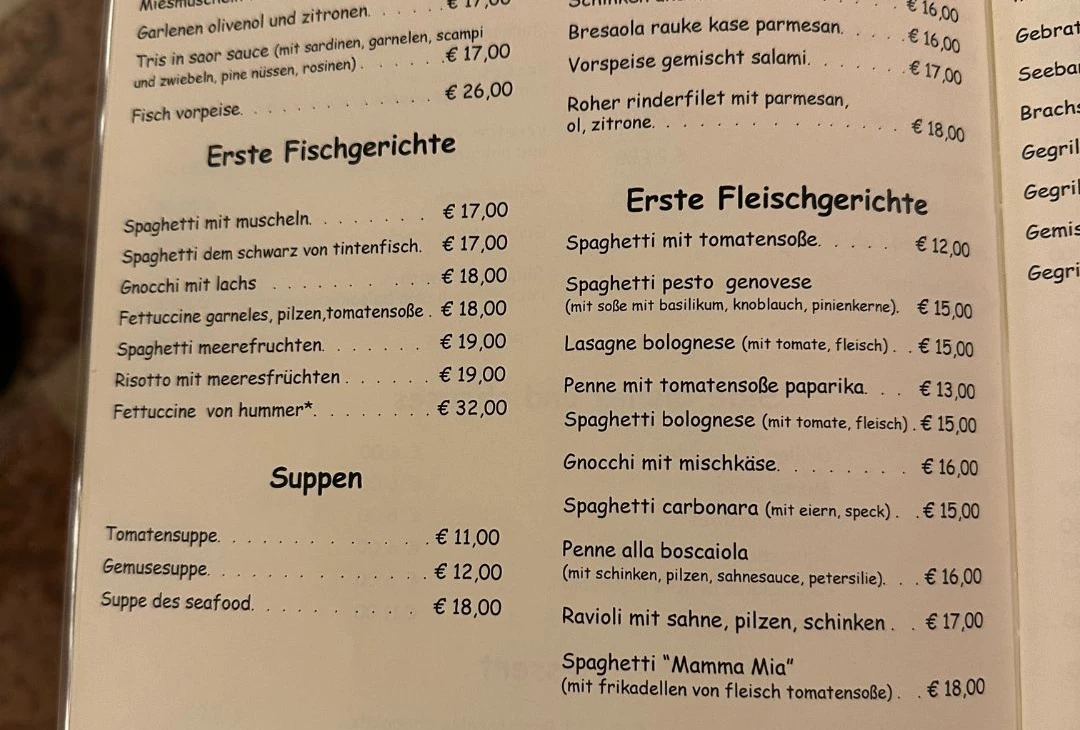 Garlenen olivenol und zitronen. . . . . . . € 17,00
Tris in saor sauce (mit sardinen, garnelen, scampi
und zwiebeln, pine nüssen, rosinen) . . . . . . € 17,00
Fisch vorpeise. . . . . . . . . . . . . € 26,00
Erste Fischgerichte
Spaghetti mit muscheln. . . . . . . . € 17,00
Spaghetti dem schwarz von tintenfisch. € 17,00
Gnocchi mit lachs . . . . . . . . . € 18,00
Fettuccine garneles, pilzen,tomatensoße . € 18,00
Spaghetti meerefruchten. . . . . . . € 19,00
Risotto mit meeresfrüchten . . . . . . € 19,00
Fettuccine von hummer*. . . . . . . . € 32,00
Suppen
Tomatensuppe. . . . . . . . . . . . . € 11,00
Gemusesuppe. . . . . . . . . . . . . . € 12,00
Suppe des seafood. . . . . . . . . . € 18,00
€ 16,00
Bresaola rauke kase parmesan. . . . . € 16,00
Vorspeise gemischt salami. . . . . . . € 17,00
Roher rinderfilet mit parmesan,
ol, zitrone. . . . . . . . . . . . . . . € 18,00
Erste Fleischgerichte
Spaghetti mit tomatensoße. . . . . € 12,00
Spaghetti pesto genovese
(mit soße mit basilikum, knoblauch, pinienkerne). € 15,00
Lasagne bolognese (mit tomate, fleisch) . . € 15,00
Penne mit tomatensoße paparika. . . € 13,00
Spaghetti bolognese (mit tomate, fleisch) . € 15,00
Gnocchi mit mischkäse. . . . . . . . € 16,00
Spaghetti carbonara (mit eiern, speck) . . € 15,00
Penne alla boscaiola
(mit schinken, pilzen, sahnesauce, petersilie). . . € 16,00
Ravioli mit sahne, pilzen, schinken . . € 17,00
Spaghetti "Mamma Mia"
(mit frikadellen von fleisch tomatensoße) . . € 18,00